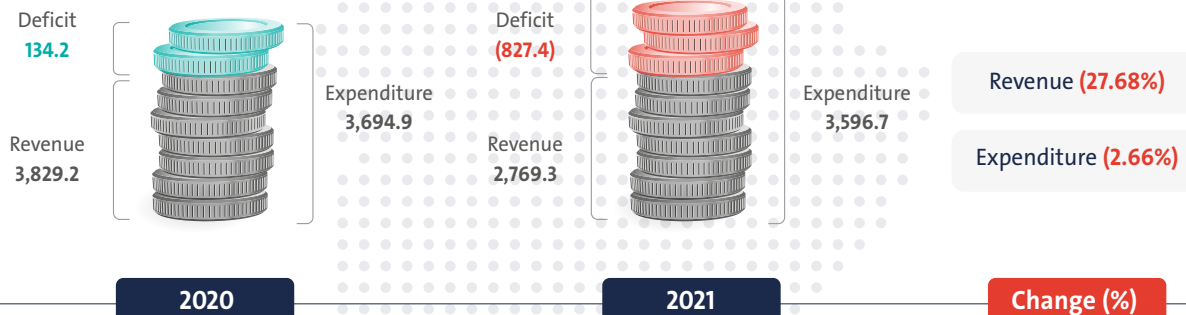 Deficit
134.2
Revenue
3,829.2
Expenditure
3,694.9
2020
Deficit
(827.4)
Revenue
2,769.3
Expenditure
3,596.7
2021
Revenue (27.68%)
Expenditure (2.66%)
Change (%)